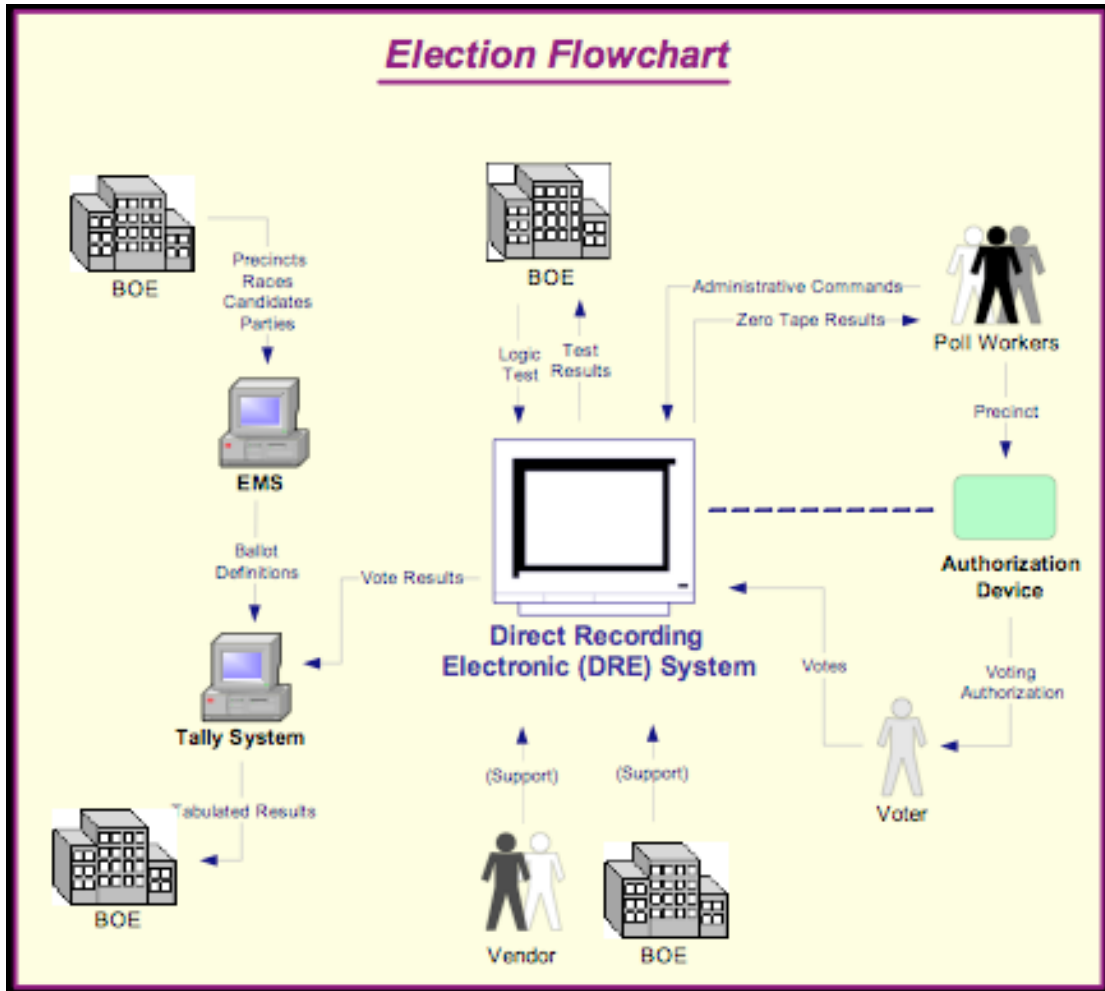 Election Flowchart
BOE
Precincts
Races
Candidates
Parties
EMS
Ballot
Definitions
Tally System
Tabulated Results
BOE
BOE
Logic
Test
Test
Results
Administrative Commands
Zero Tape Results
Poll Workers
Precinct
Authorization
Device
Voting
Authorization
Voter
Votes
Vote Results
Direct Recording
Electronic (DRE) System
(Support)
(Support)
Vendor
BOE